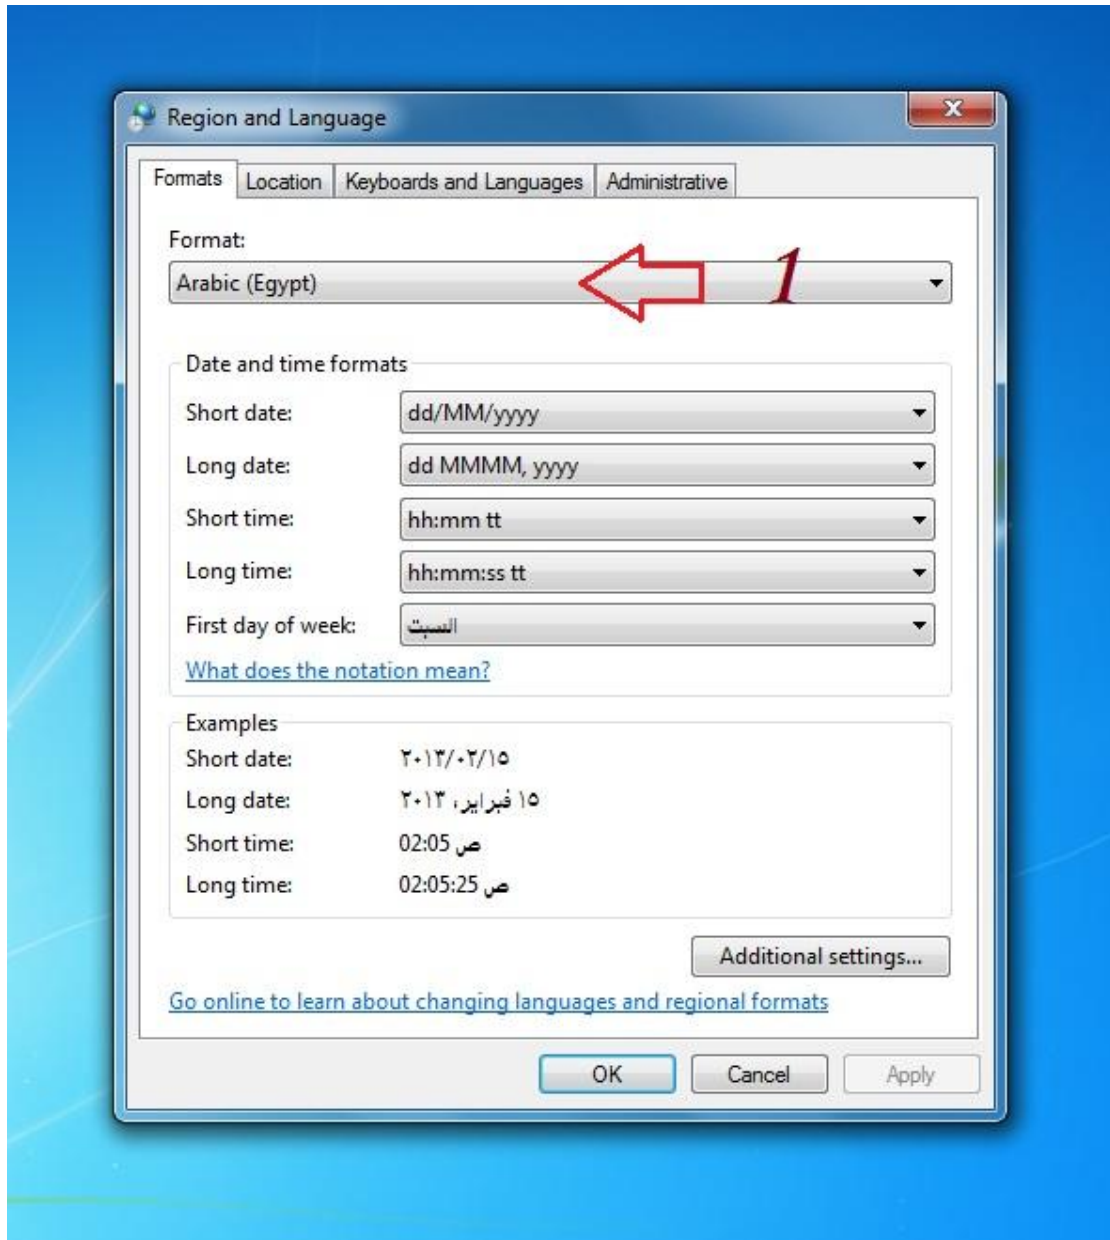 Region and Language
Formats
Location
Keyboards and Languages
Administrative
Format:
Arabic (Egypt)
1
Date and time formats
Short date:
dd/MM/yyyy
Long date:
dd MMMM, yyyy
Short time:
hh:mm tt
Long time:
hh:mm:ss tt
First day of week:
السبت
What does the notation mean?
Examples
Short date:
٢٠١٣/٠٢/١٥
Long date:
١٥ فبراير، ٢٠١٣
Short time:
02:05 ص
Long time:
02:05:25 ص
Additional settings...
Go online to learn about changing languages and regional formats
OK
Cancel
Apply